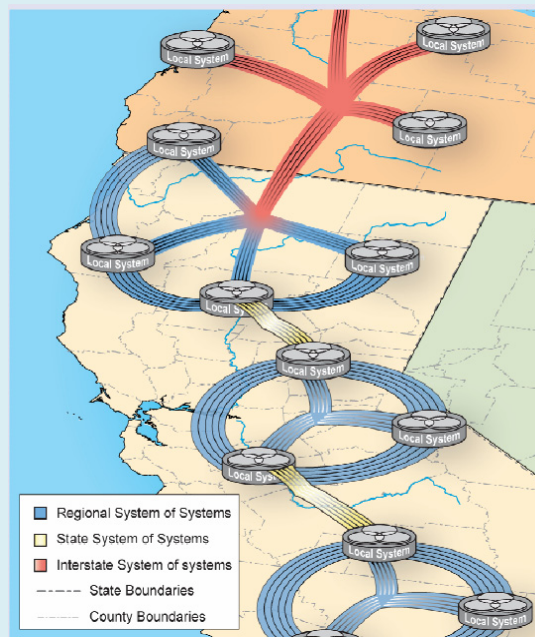 Local System
Local System
Local System
Local System
Local System
Local System
Local Sy
Local System
Local System
Local Sy
Local System
Local System
Regional System of Systems
State System of Systems
Interstate System of systems
State Boundaries
County Boundaries